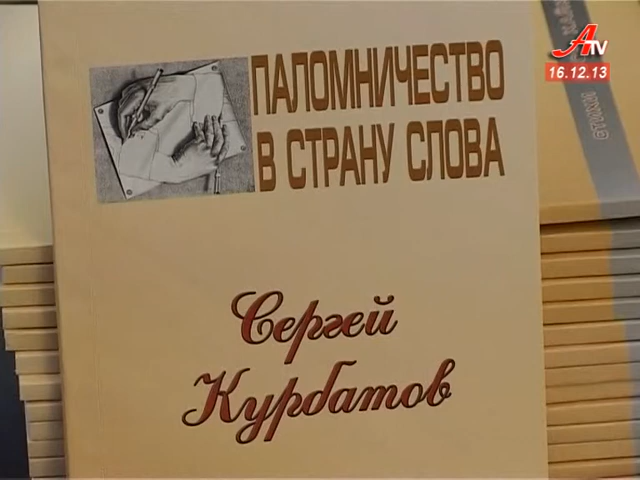 ПАЛОМНИЧЕСТВО
В СТРАНУ СЛОВА
Сергей
Курбатов
ATV
16.12.13